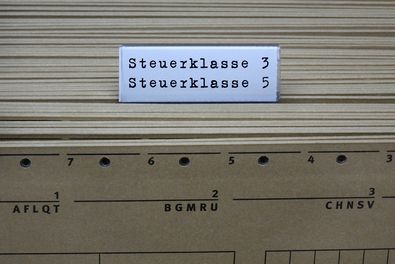 Steuerklasse 3
Steuerklasse 5
7 6 5 4 3
1 2 3
AFLQT BGMRU CHNSV